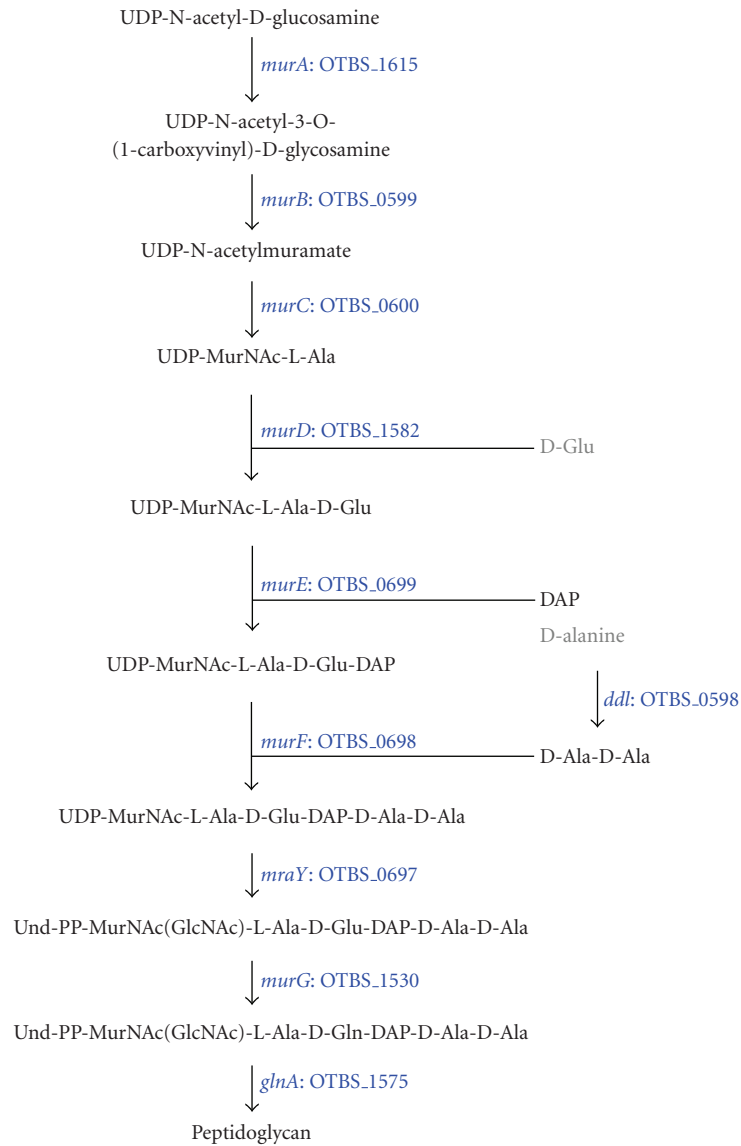 UDP-N-acetyl-D-glucosamine
murA: OTBS_1615
UDP-N-acetyl-3-O-
(1-carboxyvinyl)-D-glycosamine
murB: OTBS_0599
UDP-N-acetylmuramate
murC: OTBS_0600
UDP-MurNAc-L-Ala
murD: OTBS_1582
D-Glu
UDP-MurNAc-L-Ala-D-Glu
murE: OTBS_0699
DAP
D-alanine
UDP-MurNAc-L-Ala-D-Glu-DAP
ddl: OTBS_0598
murF: OTBS_0698
D-Ala-D-Ala
UDP-MurNAc-L-Ala-D-Glu-DAP-D-Ala-D-Ala
mraY: OTBS_0697
Und-PP-MurNAc(GlcNAc)-L-Ala-D-Glu-DAP-D-Ala-D-Ala
murG: OTBS_1530
Und-PP-MurNAc(GlcNAc)-L-Ala-D-Gln-DAP-D-Ala-D-Ala
glnA: OTBS_1575
Peptidoglycan